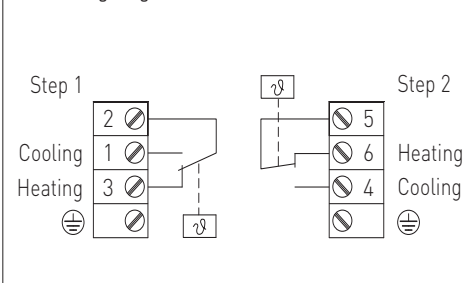 Step 1
ϑ
Step 2
2
5
Cooling 1
6 Heating
Heating 3
4 Cooling
ϑ